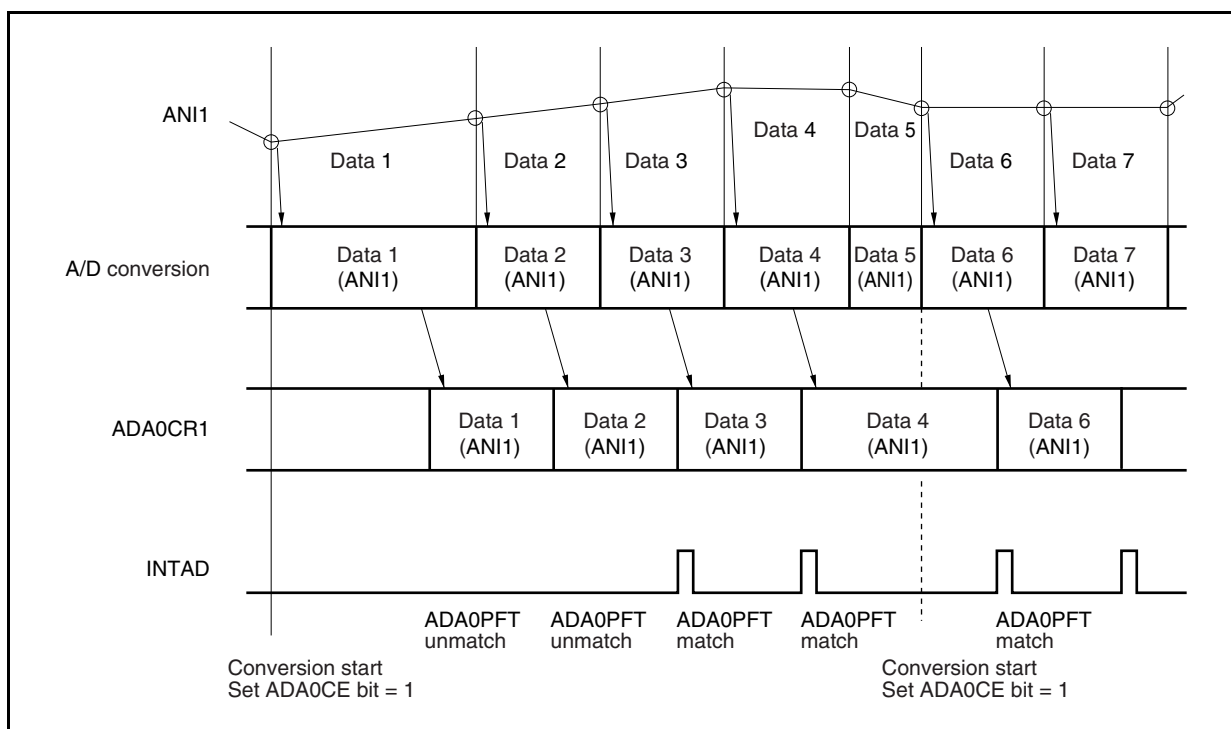 ANI1
Data 1
Data 2
Data 3
Data 4
Data 5
Data 6
Data 7
A/D conversion
Data 1
(ANI1)
Data 2
(ANI1)
Data 3
(ANI1)
Data 4
(ANI1)
Data 5
(ANI1)
Data 6
(ANI1)
Data 7
(ANI1)
ADA0CR1
Data 1
(ANI1)
Data 2
(ANI1)
Data 3
(ANI1)
Data 4
(ANI1)
Data 6
(ANI1)
INTAD
ADA0PFT
unmatch
ADA0PFT
unmatch
ADA0PFT
match
ADA0PFT
match
ADA0PFT
match
Conversion start
Set ADA0CE bit = 1
Conversion start
Set ADA0CE bit = 1